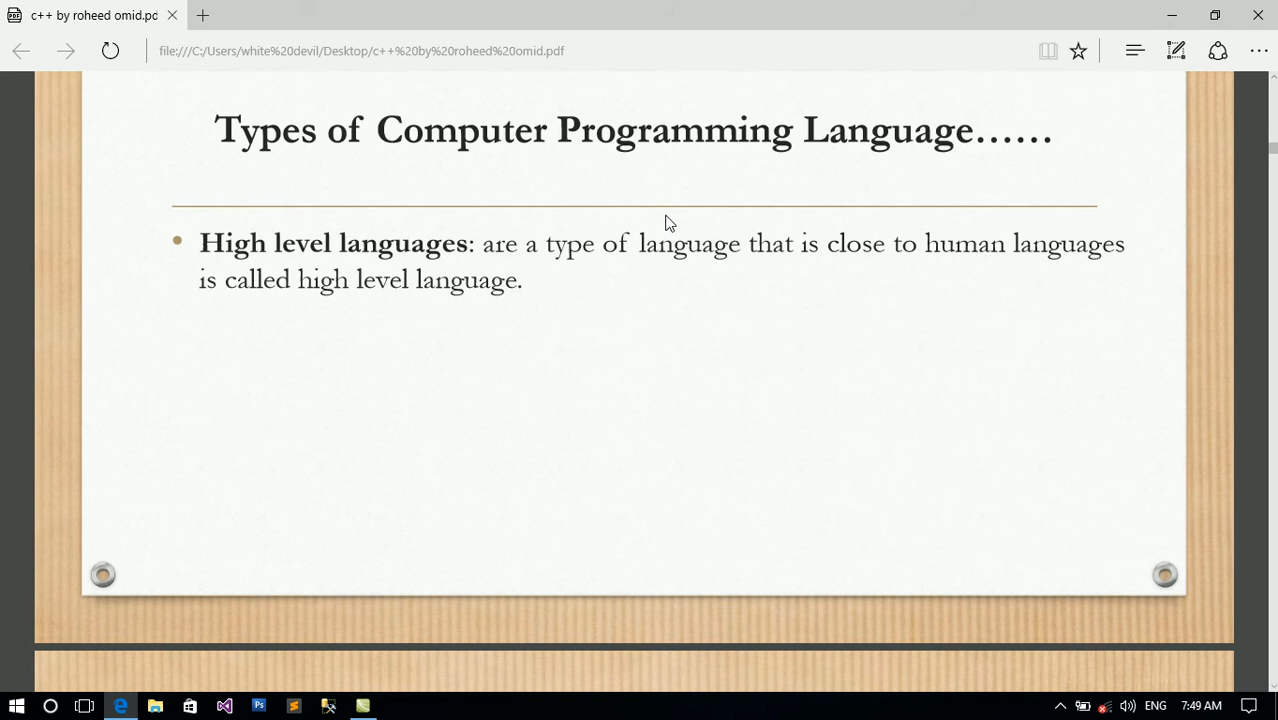 c++ by roheed omid.pd
file:///C:/Users/white%20devil/Desktop/c++%20by%20roheed%20omid.pdf
Types of Computer Programming Language……
• High level languages: are a type of language that is close to human languages
is called high level language.
ENG 7:49 AM